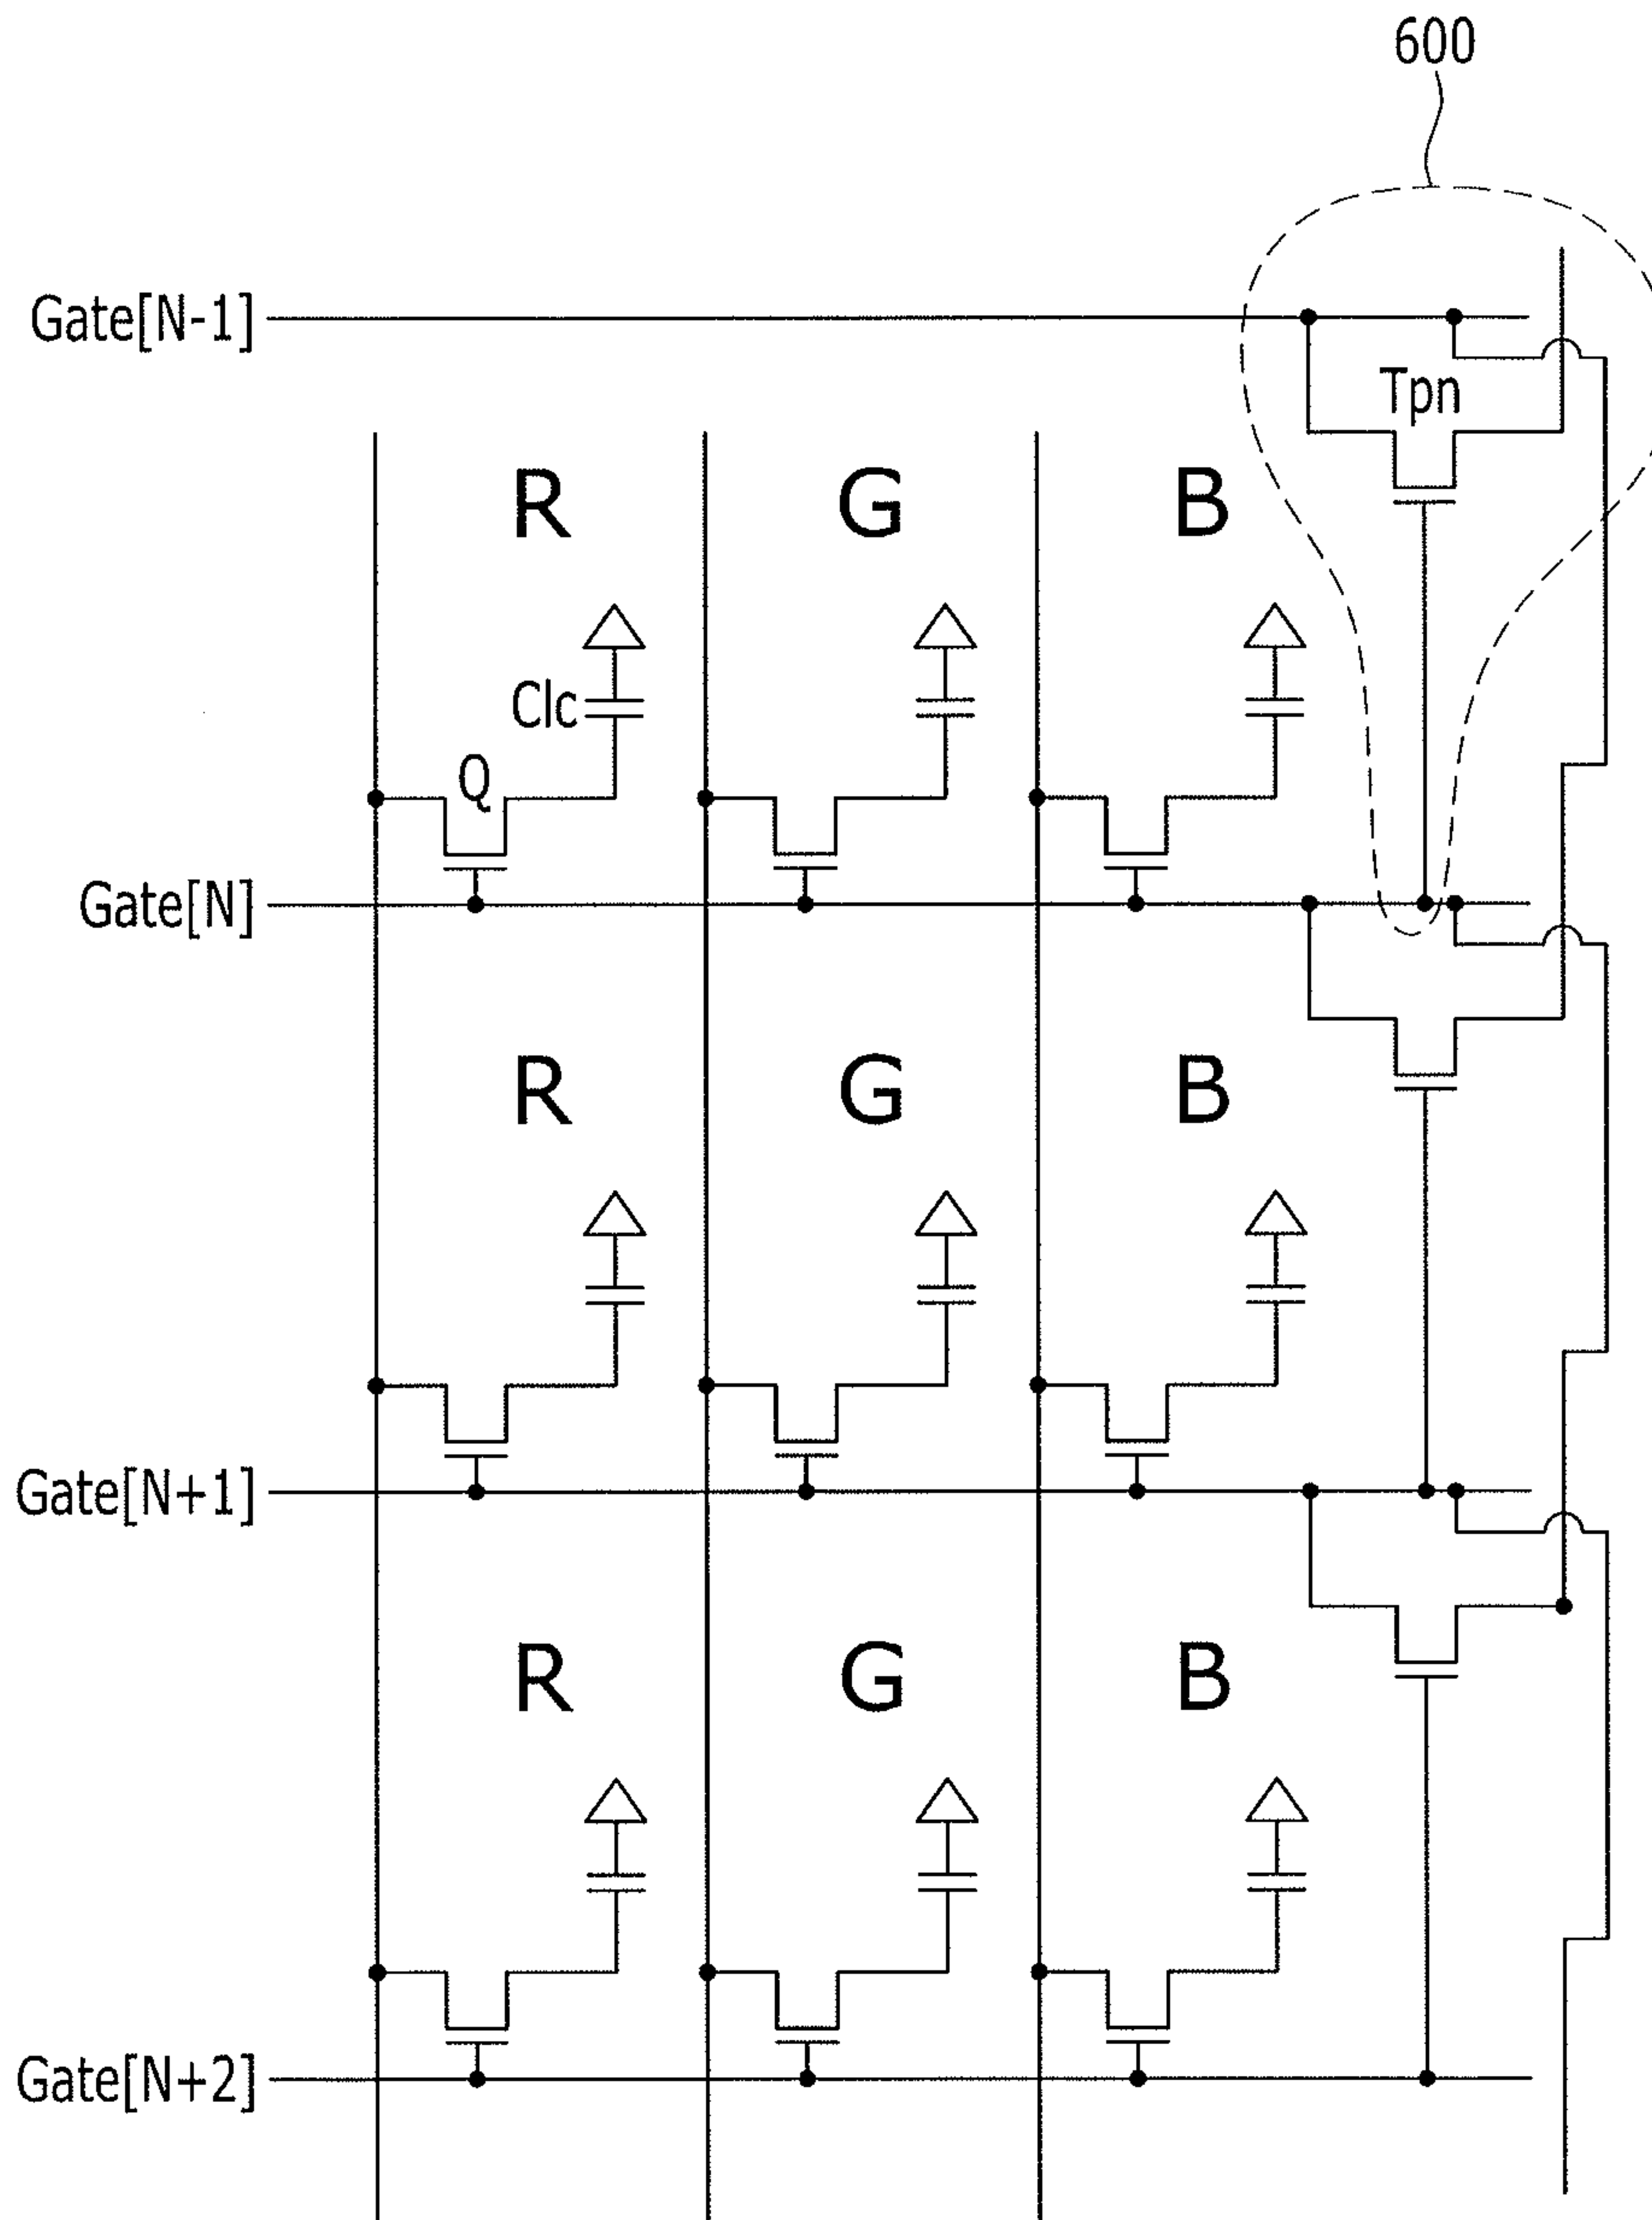 600
Gate[N-1]
Tpn
R G B
Clc
Q
Gate[N]
R G B
Gate[N+1]
R G B
Gate[N+2]